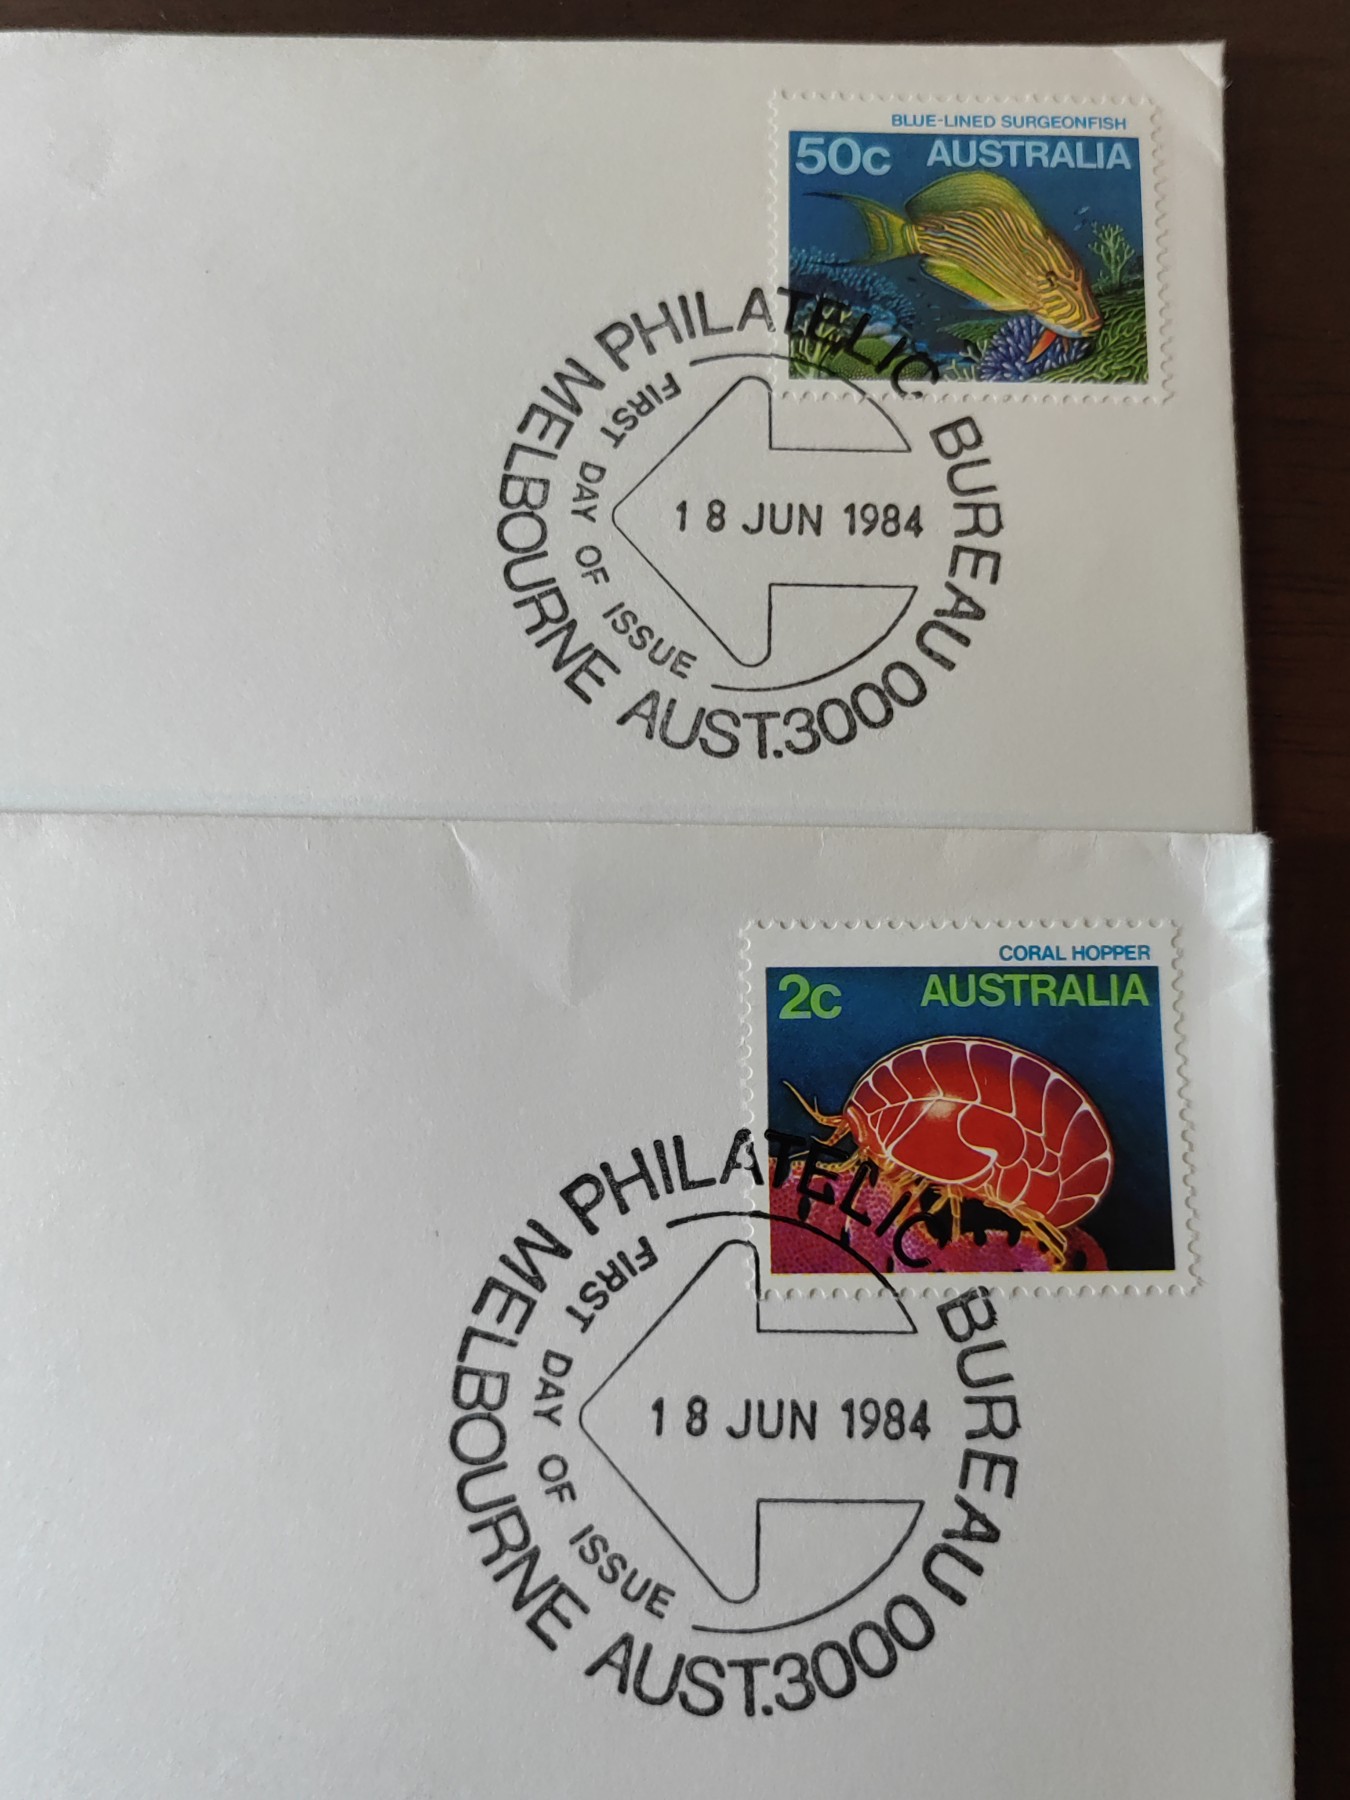 BLUE-LINED SURGEONFISH
50c AUSTRALIA
PHILATELIC BUREAU
MELBOURNE AUST.3000
FIRST DAY OF ISSUE
18 JUN 1984
CORAL HOPPER
2c AUSTRALIA
PHILATELIC BUREAU
MELBOURNE AUST.3000
FIRST DAY OF ISSUE
18 JUN 1984